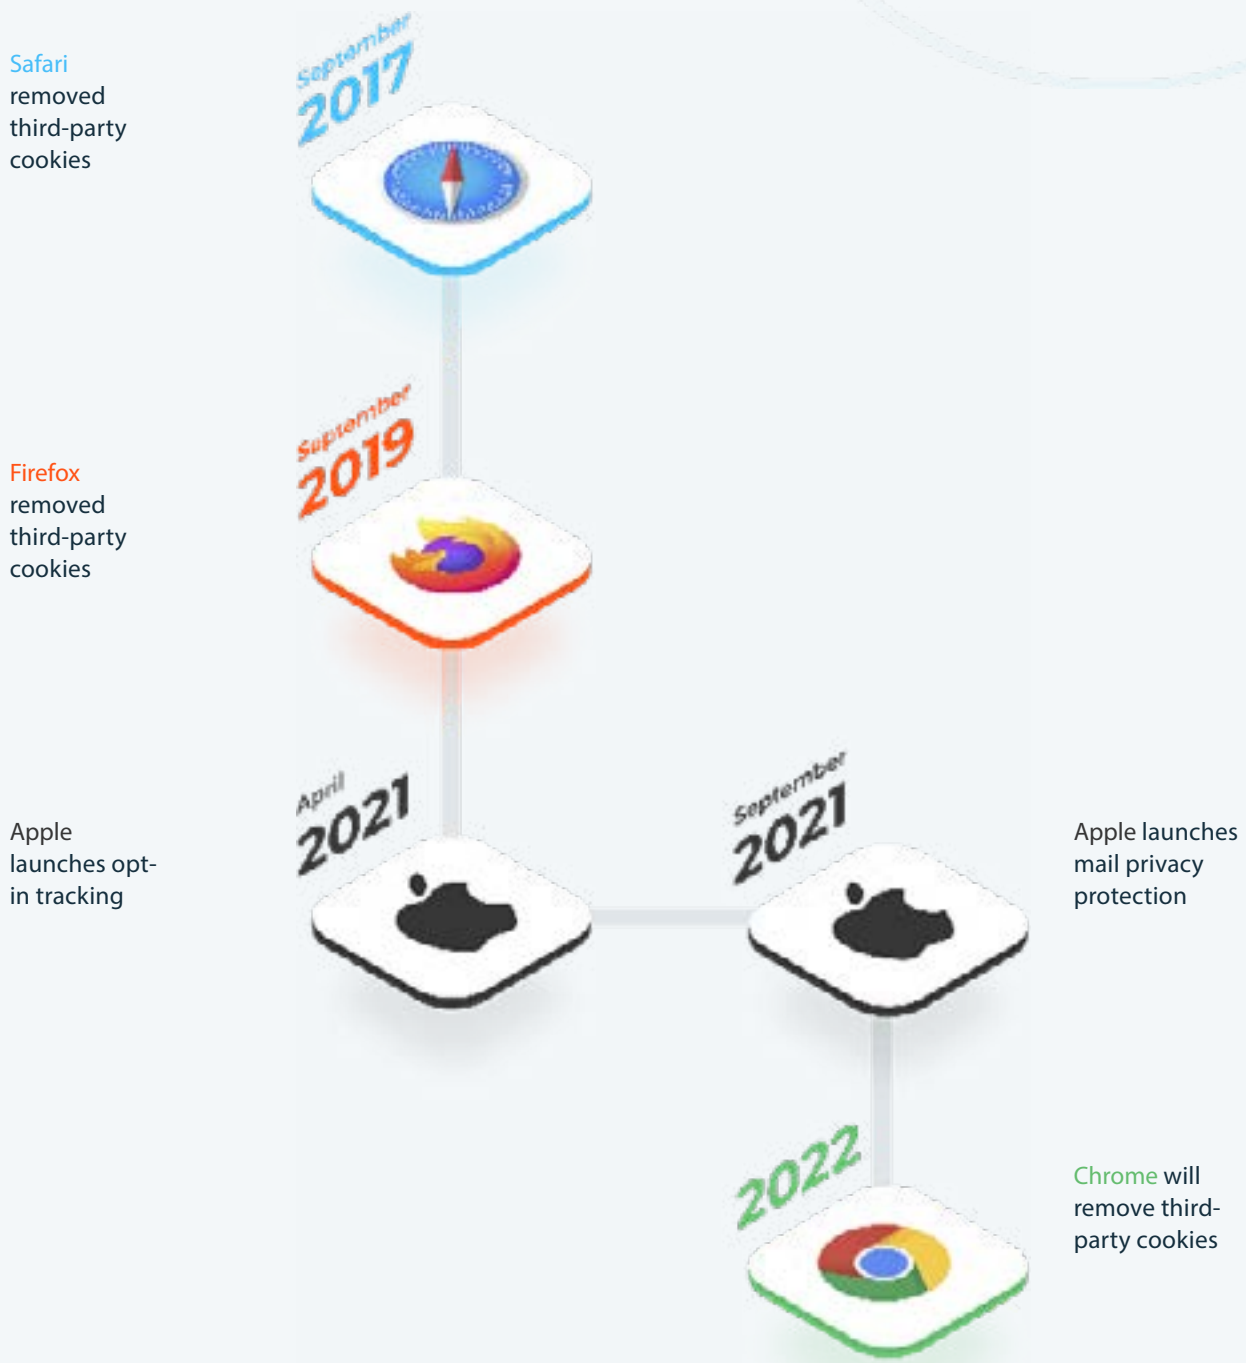 September
2017
Safari
removed
third-party
cookies
September
2019
Firefox
removed
third-party
cookies
April
2021
Apple
launches opt-
in tracking
September
2021
Apple launches
mail privacy
protection
2022
Chrome will
remove third-
party cookies